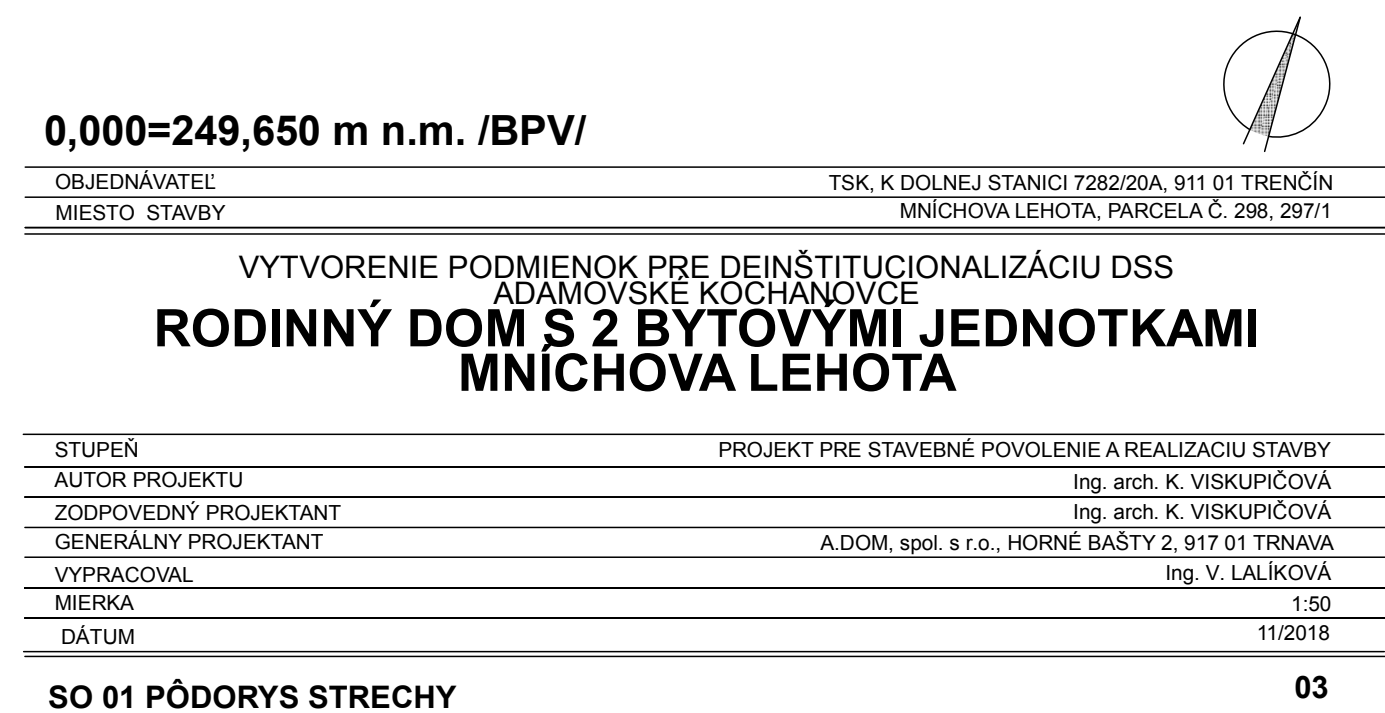 0,000=249,650 m n.m. /BPV/
OBJEDNÁVATEĽ TSK, K DOLNEJ STANICI 7282/20A, 911 01 TRENČÍN
MIESTO STAVBY MNÍCHOVA LEHOTA, PARCELA Č. 298, 297/1
VYTVORENIE PODMIENOK PRE DEINŠTITUCIONALIZÁCIU DSS
ADAMOVSKÉ KOCHANOVCE
RODINNÝ DOM S 2 BYTOVÝMI JEDNOTKAMI
MNÍCHOVA LEHOTA
STUPEŇ PROJEKT PRE STAVEBNÉ POVOLENIE A REALIZACIU STAVBY
AUTOR PROJEKTU Ing. arch. K. VISKUPIČOVÁ
ZODPOVEDNÝ PROJEKTANT Ing. arch. K. VISKUPIČOVÁ
GENERÁLNY PROJEKTANT A.DOM, spol. s r.o., HORNÉ BAŠTY 2, 917 01 TRNAVA
VYPRACOVAL Ing. V. LALÍKOVÁ
MIERKA 1:50
DÁTUM 11/2018
SO 01 PÔDORYS STRECHY 03